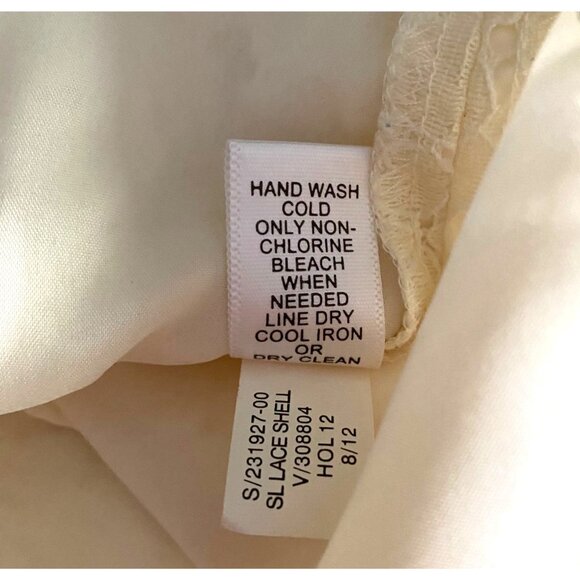 HAND WASH
COLD
ONLY NON-
CHLORINE
BLEACH
WHEN
NEEDED
LINE DRY
COOL IRON
OR
DRY CLEAN
S/231927-00
SL LACE SHELL
V/308804
HOL 12
8/12